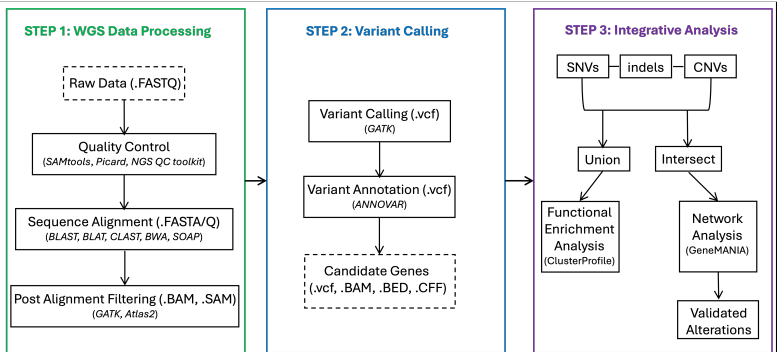 STEP 1: WGS Data Processing
Raw Data (.FASTQ)
Quality Control
(SAMtools, Picard, NGS QC toolkit)
Sequence Alignment (.FASTA/Q)
(BLAST, BLAT, CLAST, BWA, SOAP)
Post Alignment Filtering (.BAM, .SAM)
(GATK, Atlas2)
STEP 2: Variant Calling
Variant Calling (.vcf)
(GATK)
Variant Annotation (.vcf)
(ANNOVAR)
Candidate Genes
(.vcf, .BAM, .BED, .CFF)
STEP 3: Integrative Analysis
SNVs
indels
CNVs
Union
Intersect
Functional
Enrichment
Analysis
(ClusterProfile)
Network
Analysis
(GeneMANIA)
Validated
Alterations